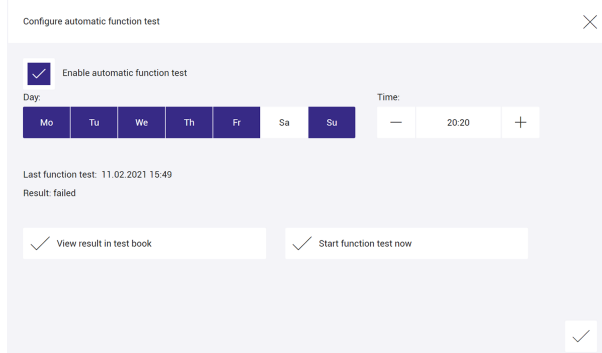 Configure automatic function test
Enable automatic function test
Day: Time:
Mo Tu We Th Fr Sa Su — 20:20 +
Last function test: 11.02.2021 15:49
Result: failed
View result in test book Start function test now